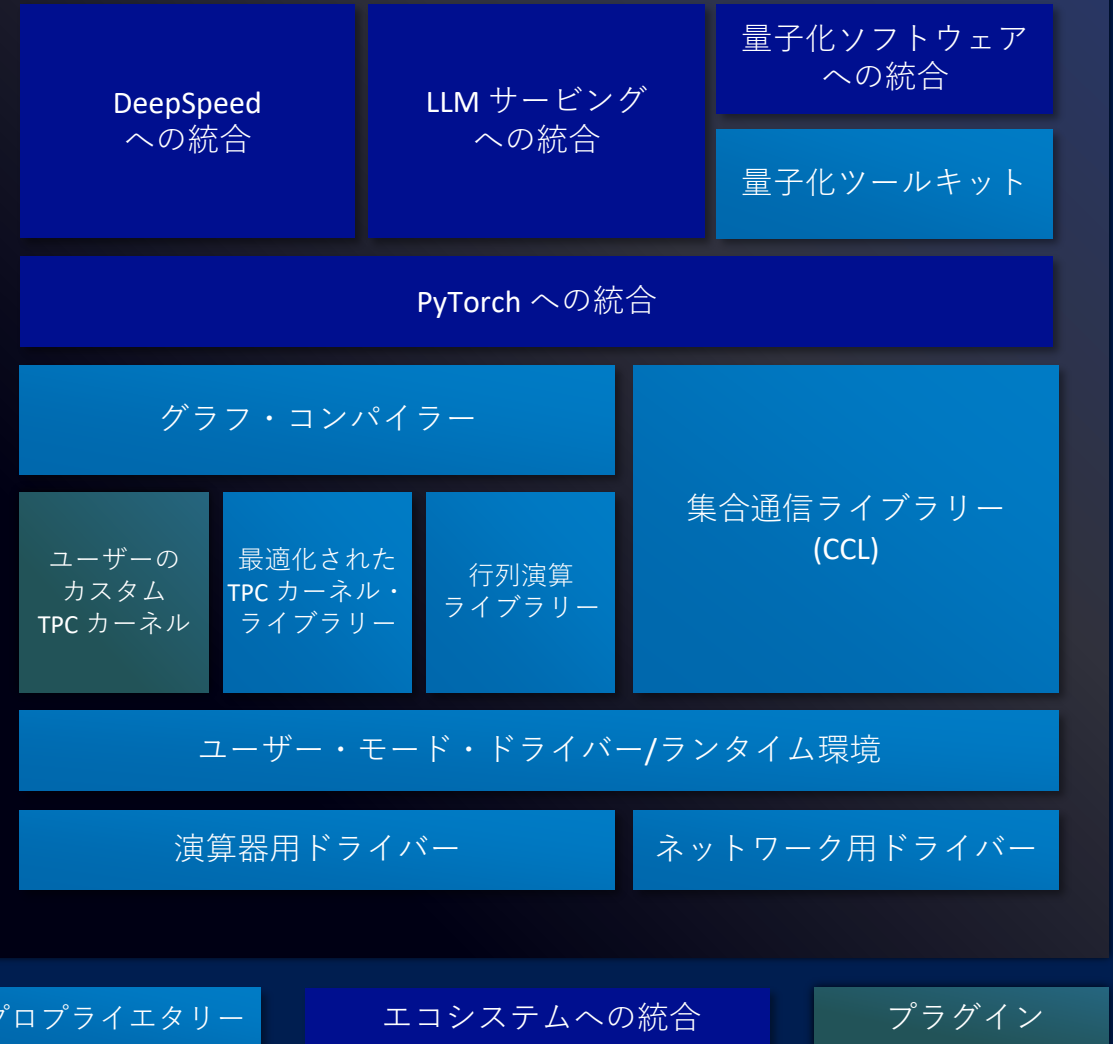 DeepSpeed
への統合
LLM サービング
への統合
量子化ソフトウェア
への統合
量子化ツールキット
PyTorch への統合
グラフ・コンパイラー
集合通信ライブラリー
(CCL)
ユーザーの
カスタム
TPC カーネル
最適化された
TPC カーネル・
ライブラリー
行列演算
ライブラリー
ユーザー・モード・ドライバー/ランタイム環境
演算器用ドライバー
ネットワーク用ドライバー
プロプライエタリー
エコシステムへの統合
プラグイン